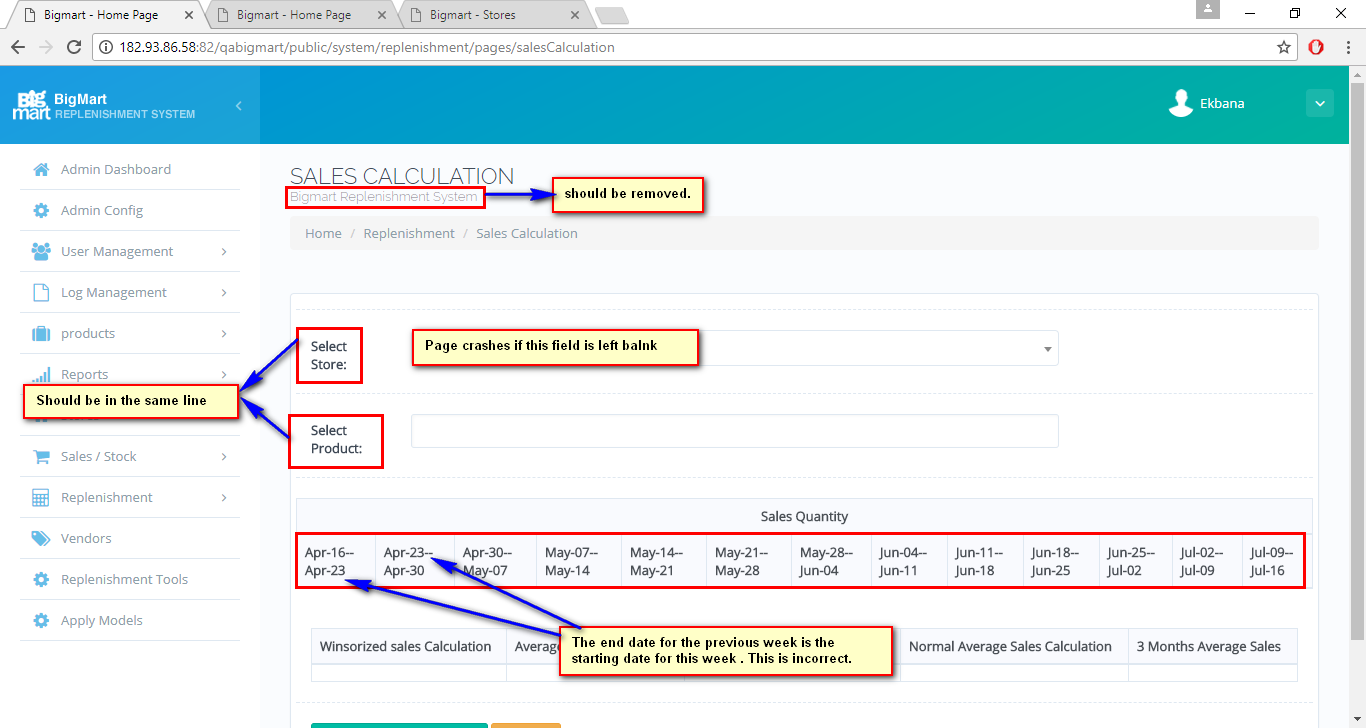 Bigmart - Home Page
Bigmart - Home Page
Bigmart - Stores
182.93.86.58:82/qabigmart/public/system/replenishment/pages/salesCalculation
Big mart
BigMart
REPLENISHMENT SYSTEM
Ekbana
Admin Dashboard
Admin Config
User Management
Log Management
products
Reports
Should be in the same line
Sales / Stock
Replenishment
Vendors
Replenishment Tools
Apply Models
SALES CALCULATION
Bigmart Replenishment System
should be removed.
Home / Replenishment / Sales Calculation
Select
Store:
Page crashes if this field is left balnk
Select
Product:
Sales Quantity
Apr-16-- Apr-23-- Apr-30-- May-07-- May-14-- May-21-- May-28-- Jun-04-- Jun-11-- Jun-18-- Jun-25-- Jul-02-- Jul-09--
Apr-23 Apr-30 May-07 May-14 May-21 May-28 Jun-04 Jun-11 Jun-18 Jun-25 Jul-02 Jul-09 Jul-16
The end date for the previous week is the
starting date for this week . This is incorrect.
Winsorized sales Calculation Average Normal Average Sales Calculation 3 Months Average Sales